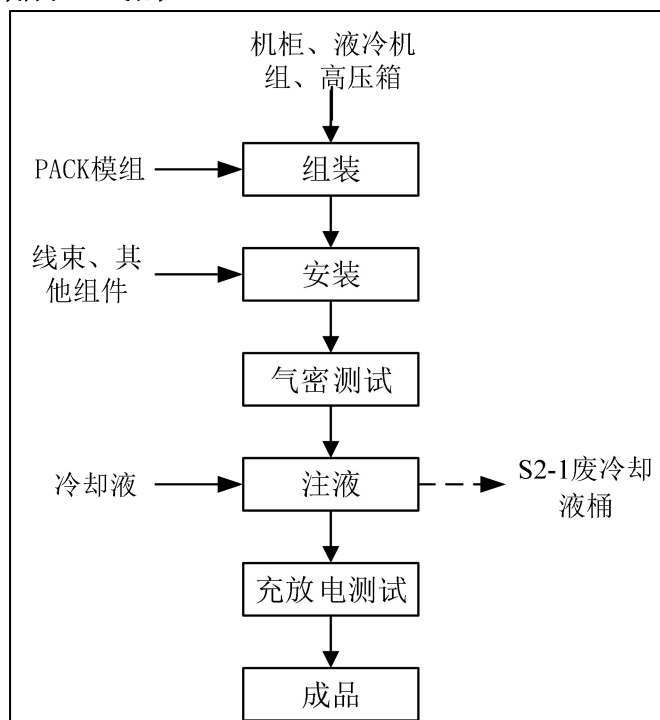 机柜、液冷机
组、高压箱
PACK模组
组装
线束、其
他组件
安装
气密测试
冷却液
注液
S2-1废冷却
液桶
充放电测试
成品